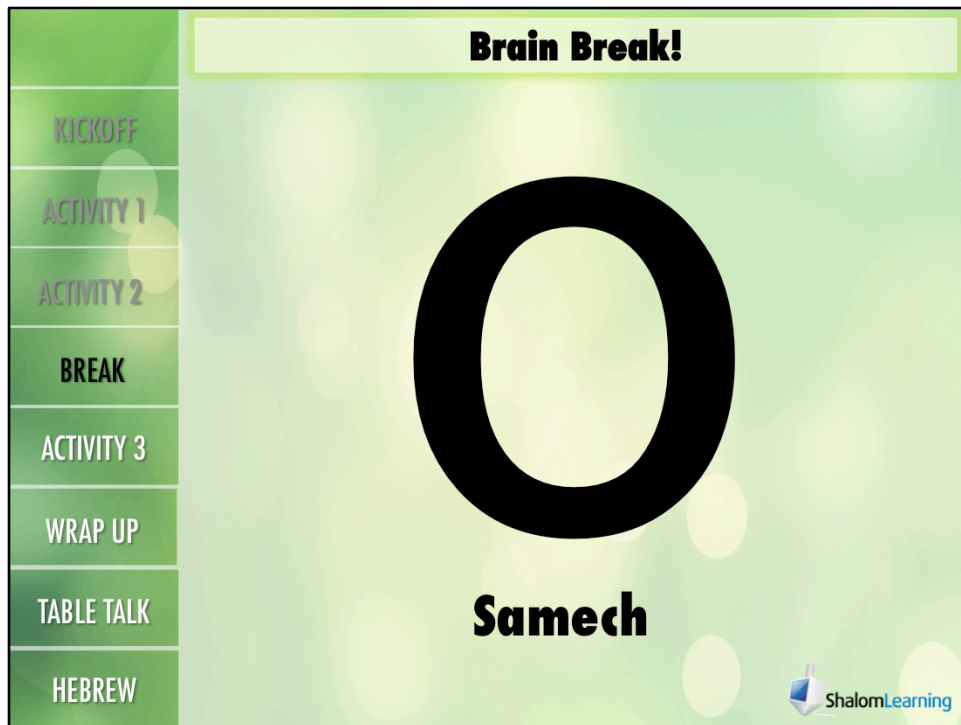 Brain Break!
KICKOFF
ACTIVITY 1
ACTIVITY 2
BREAK
ACTIVITY 3
WRAP UP
TABLE TALK
HEBREW
ס
Samech
ShalomLearning